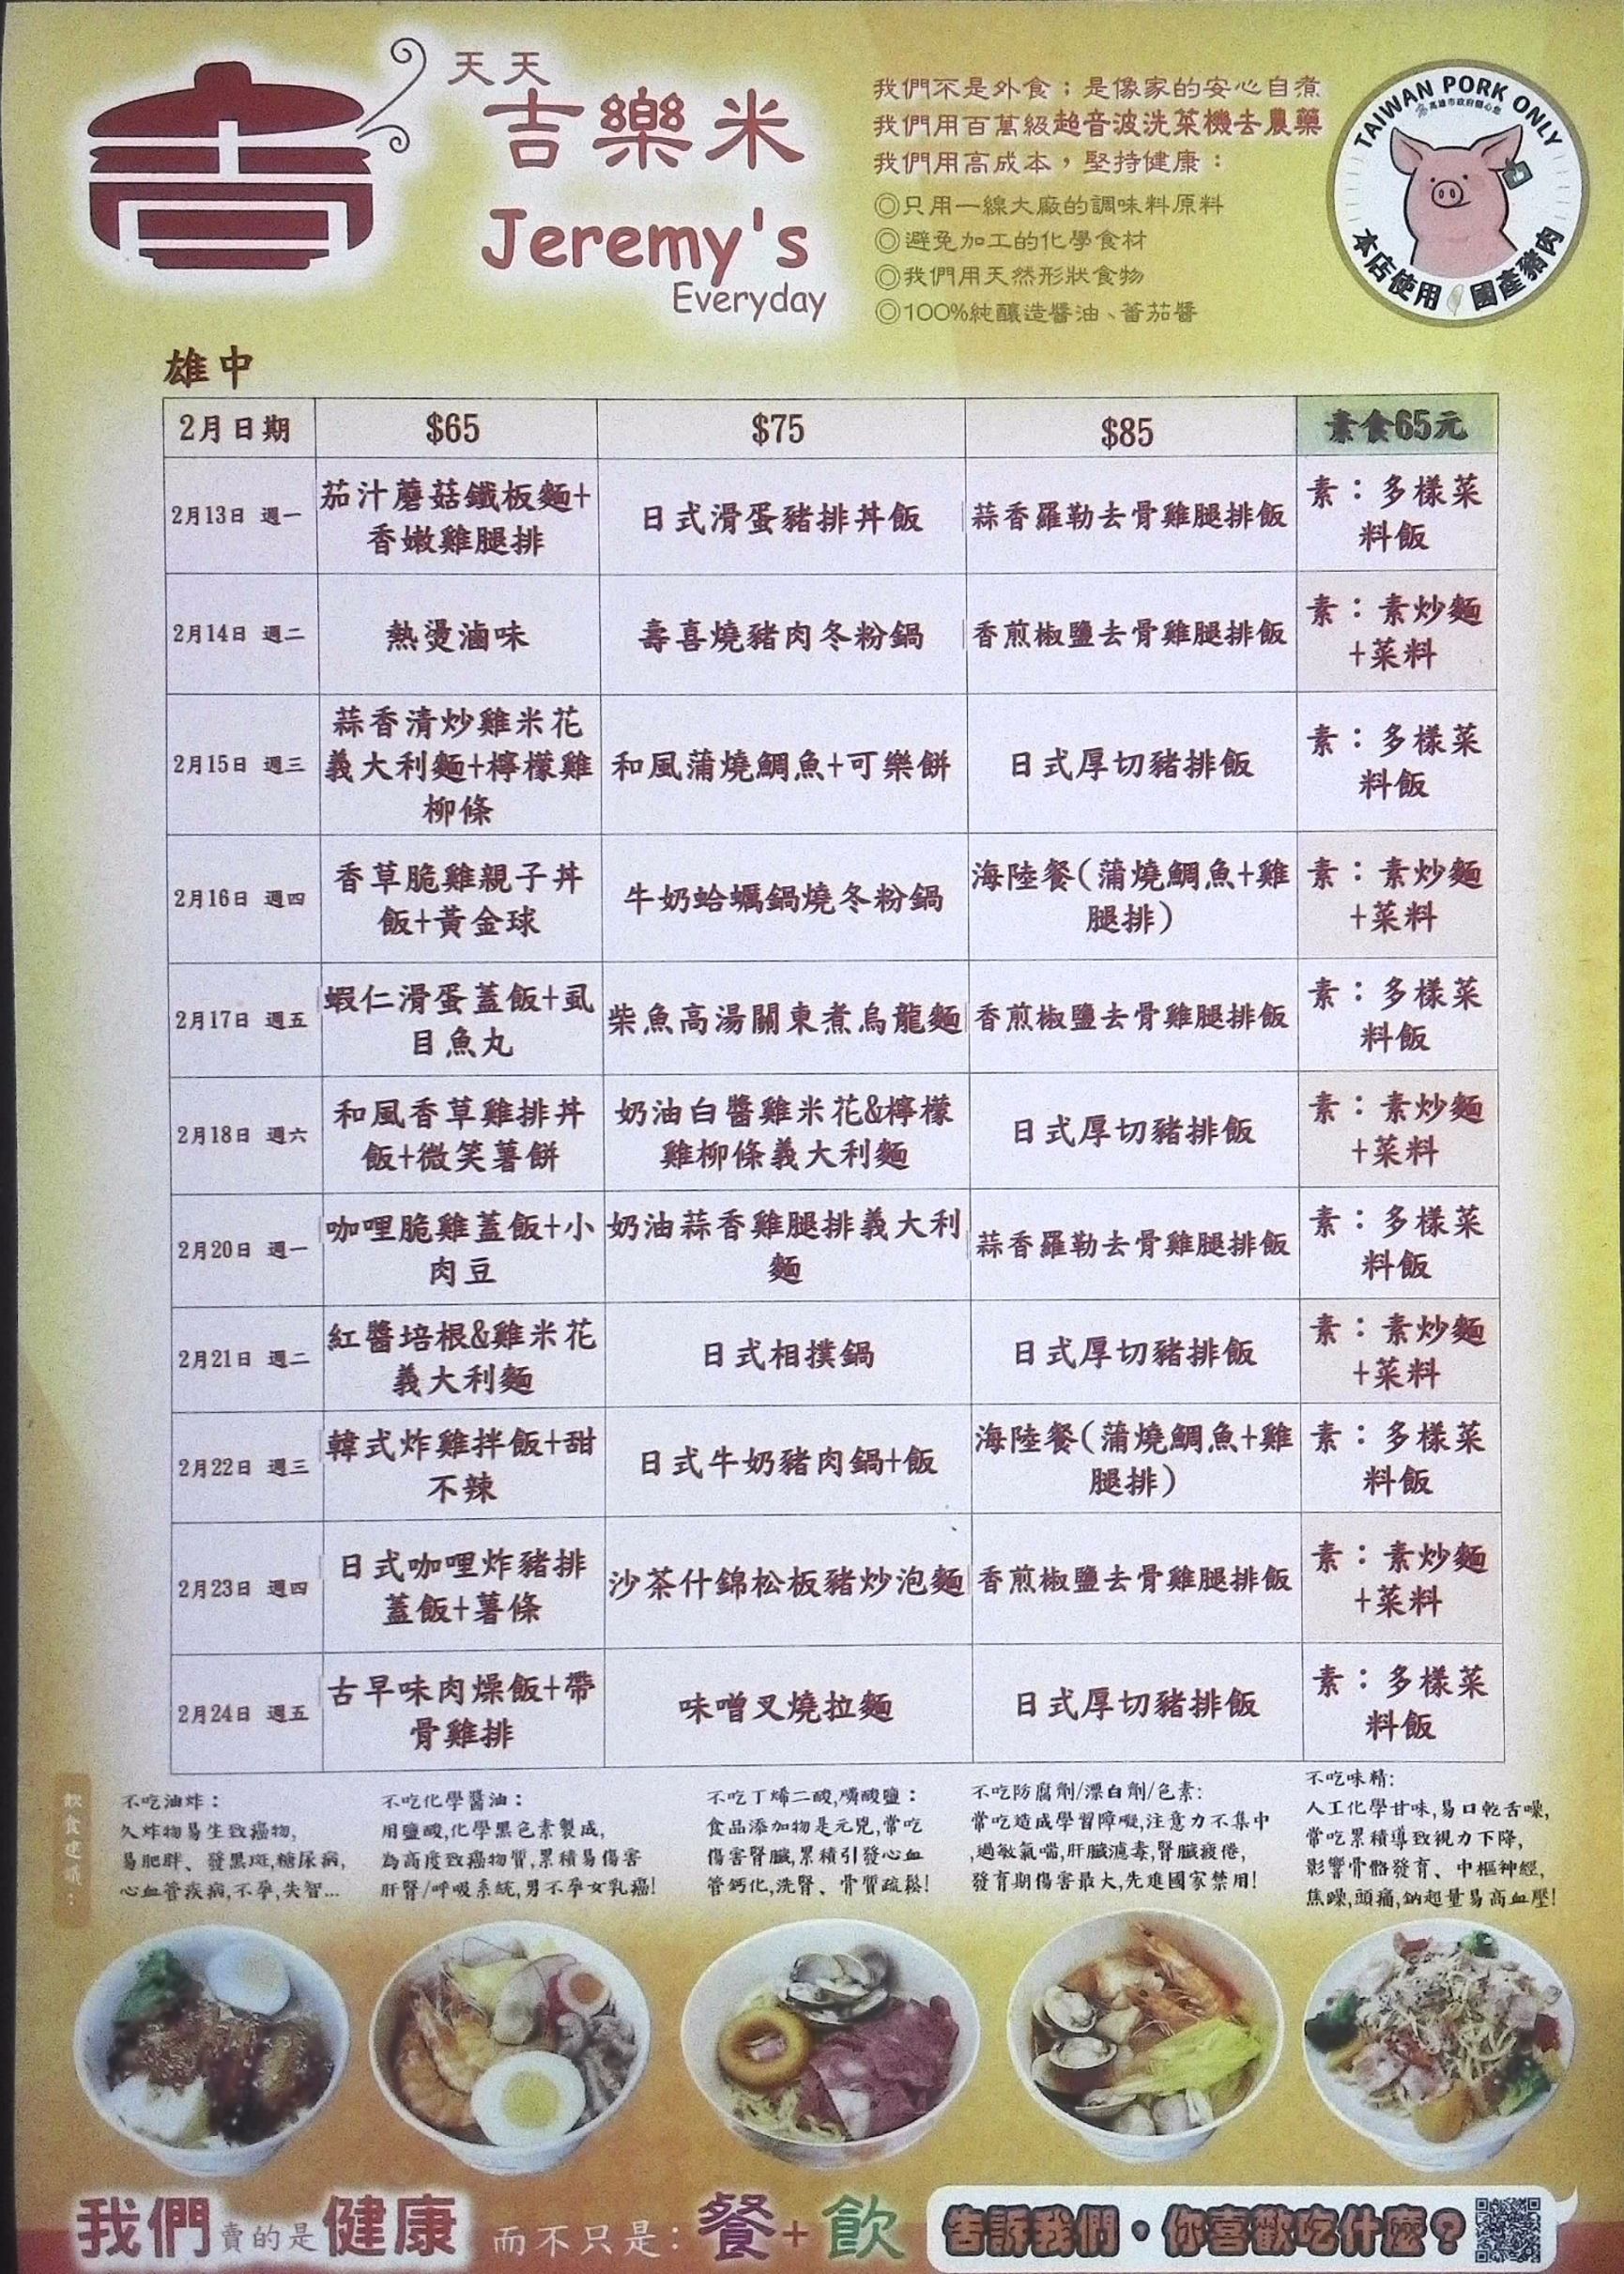 天天
吉樂米
Jeremy's
Everyday
我們不是外食；是像家的安心自煮
我們用百萬級超音波洗菜機去農藥
我們用高成本，堅持健康：
◎只用一線大廠的調味料原料
◎避免加工的化學食材
◎我們用天然形狀食物
◎100%純釀造醬油、蕃茄醬
TAIWAN PORK ONLY
本店使用 國產豬肉
雄中
2月日期 $65 $75 $85 素食65元
2月13日 週一
茄汁蘑菇鐵板麵+
香嫩雞腿排
日式滑蛋豬排丼飯
蒜香羅勒去骨雞腿排飯
素：多樣菜
料飯
2月14日 週二
熱燙滷味
壽喜燒豬肉冬粉鍋
香煎椒鹽去骨雞腿排飯
素：素炒麵
+菜料
2月15日 週三
蒜香清炒雞米花
義大利麵+檸檬雞
柳條
和風蒲燒鯛魚+可樂餅
日式厚切豬排飯
素：多樣菜
料飯
2月16日 週四
香草脆雞親子丼
飯+黃金球
牛奶蛤蠣鍋燒冬粉鍋
海陸餐(蒲燒鯛魚+雞
腿排)
素：素炒麵
+菜料
2月17日 週五
蝦仁滑蛋蓋飯+虱
目魚丸
柴魚高湯關東煮烏龍麵
香煎椒鹽去骨雞腿排飯
素：多樣菜
料飯
2月18日 週六
和風香草雞排丼
飯+微笑薯餅
奶油白醬雞米花&檸檬
雞柳條義大利麵
日式厚切豬排飯
素：素炒麵
+菜料
2月20日 週一
咖哩脆雞蓋飯+小
肉豆
奶油蒜香雞腿排義大利
麵
蒜香羅勒去骨雞腿排飯
素：多樣菜
料飯
2月21日 週二
紅醬培根&雞米花
義大利麵
日式相撲鍋
日式厚切豬排飯
素：素炒麵
+菜料
2月22日 週三
韓式炸雞拌飯+甜
不辣
日式牛奶豬肉鍋+飯
海陸餐(蒲燒鯛魚+雞
腿排)
素：多樣菜
料飯
2月23日 週四
日式咖哩炸豬排
蓋飯+薯條
沙茶什錦松板豬炒泡麵
香煎椒鹽去骨雞腿排飯
素：素炒麵
+菜料
2月24日 週五
古早味肉燥飯+帶
骨雞排
味噌叉燒拉麵
日式厚切豬排飯
素：多樣菜
料飯
不吃油炸：
久炸物易生致癌物,
易肥胖、發黑斑,糖尿病,
心血管疾病,不孕,失智...
不吃化學醬油：
用鹽酸,化學黑色素製成,
為高度致癌物質,累積易傷害
肝腎/呼吸系統,男不孕女乳癌!
不吃丁烯二酸,磷酸鹽：
食品添加物是元兇,常吃
傷害腎臟,累積引發心血
管鈣化,洗腎、骨質疏鬆!
不吃防腐劑/漂白劑/色素:
常吃造成學習障礙,注意力不集中
,過敏氣喘,肝臟濾毒,腎臟疲倦,
發育期傷害最大,先進國家禁用!
不吃味精:
人工化學甘味,易口乾舌噪,
常吃累積導致視力下降,
影響骨骼發育、中樞神經,
焦躁,頭痛,鈉超量易高血壓!
我們賣的是健康 而不只是：餐+飲
告訴我們，你喜歡吃什麼？